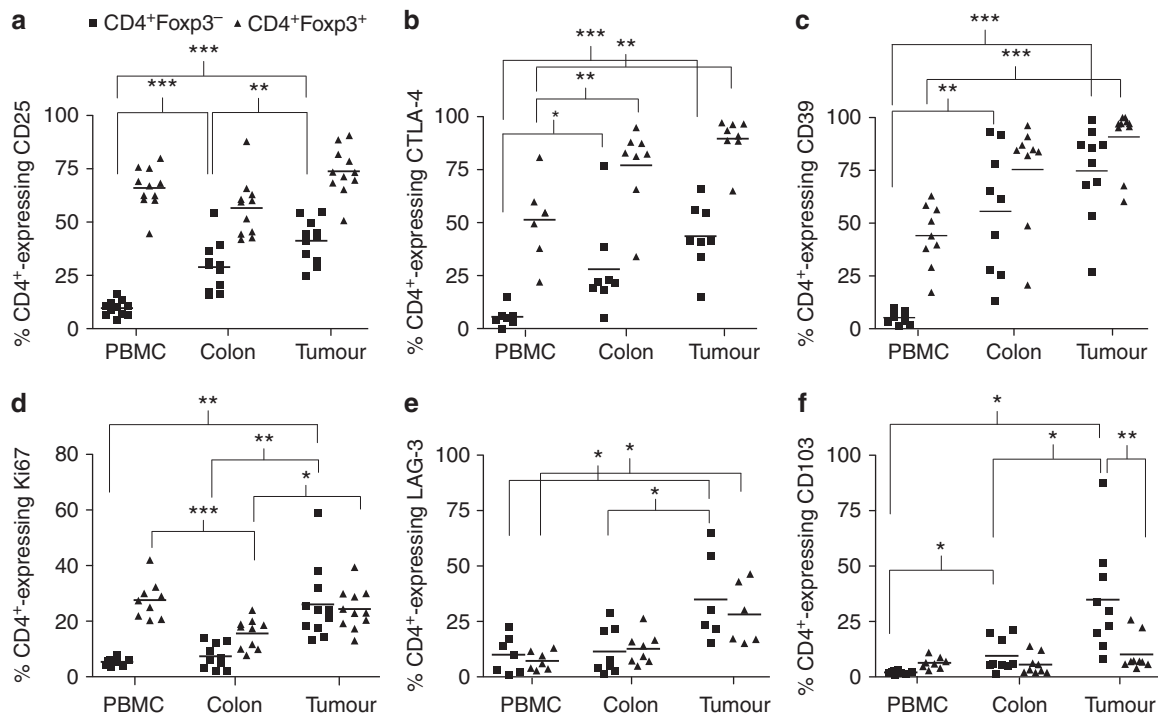 a ■ CD4⁺Foxp3⁻ ▲ CD4⁺Foxp3⁺
% CD4⁺-expressing CD25
100
75
50
25
0
***
***
**
PBMC Colon Tumour
b
% CD4⁺-expressing CTLA-4
100
75
50
25
0
***
**
**
*
PBMC Colon Tumour
c
% CD4⁺-expressing CD39
100
75
50
25
0
***
***
**
PBMC Colon Tumour
d
% CD4⁺-expressing Ki67
80
60
40
20
0
**
**
*
***
PBMC Colon Tumour
e
% CD4⁺-expressing LAG-3
100
75
50
25
0
* *
*
PBMC Colon Tumour
f
% CD4⁺-expressing CD103
100
75
50
25
0
*
* **
*
PBMC Colon Tumour